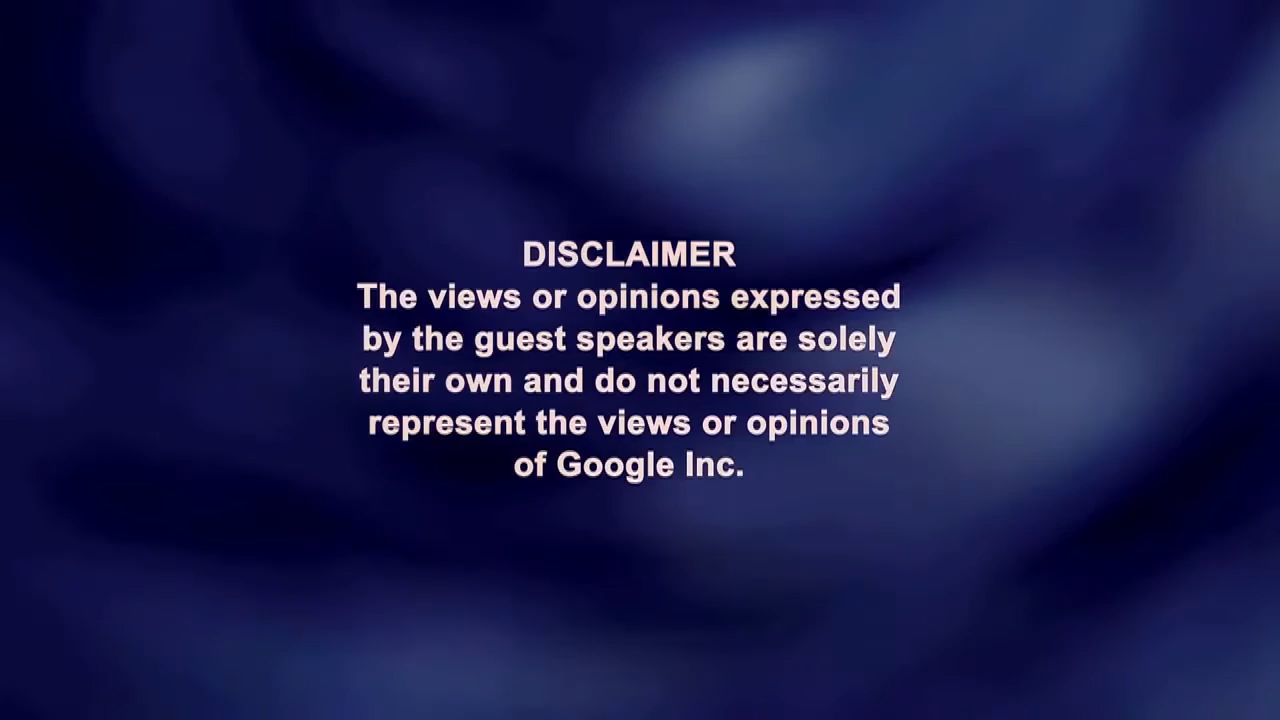 DISCLAIMER
The views or opinions expressed
by the guest speakers are solely
their own and do not necessarily
represent the views or opinions
of Google Inc.